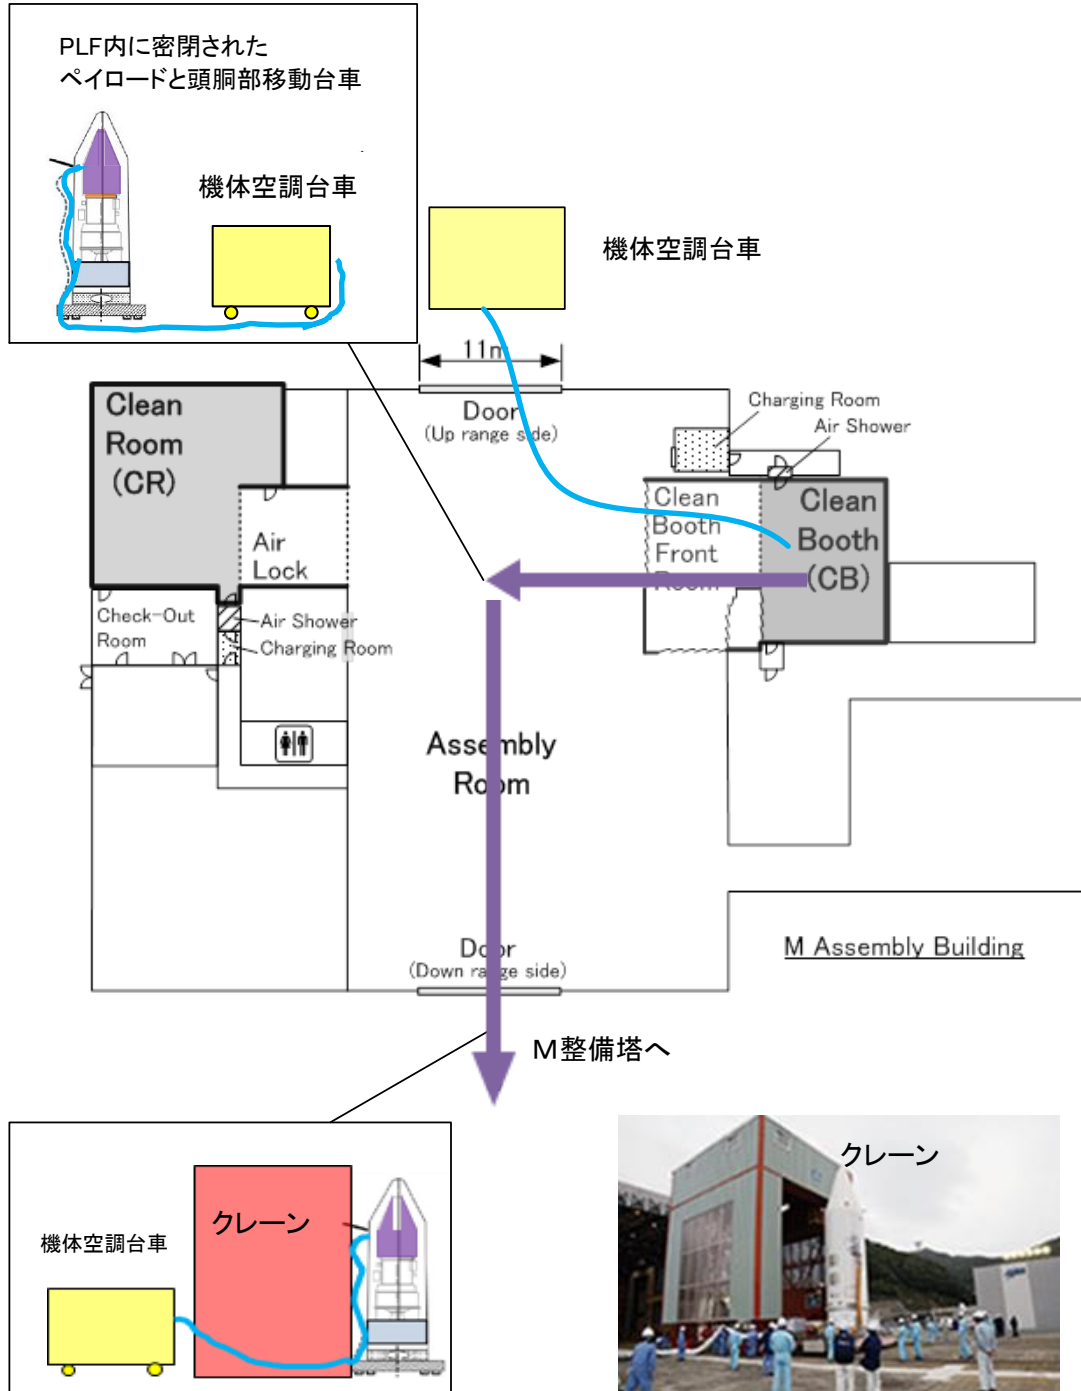 PLF内に密閉された
ペイロードと頭胴部移動台車
機体空調台車
機体空調台車
11m
Door
(Up range side)
Clean
Room
(CR)
Air
Lock
Check-Out
Room
Air Shower
Charging Room
Charging Room
Air Shower
Clean
Booth
Front
Room
Clean
Booth
(CB)
Assembly
Room
Door
(Down range side)
M Assembly Building
M整備塔へ
機体空調台車
クレーン
クレーン